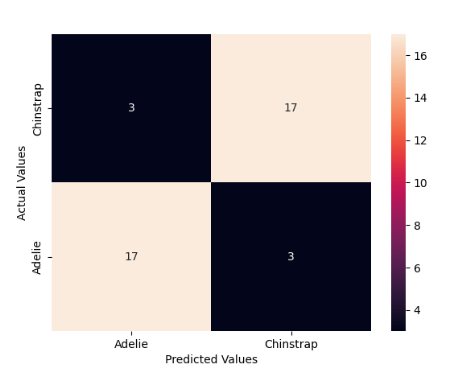 Actual Values
Chinstrap
Adelie
3
17
17
3
Adelie
Chinstrap
Predicted Values
16
14
12
10
8
6
4